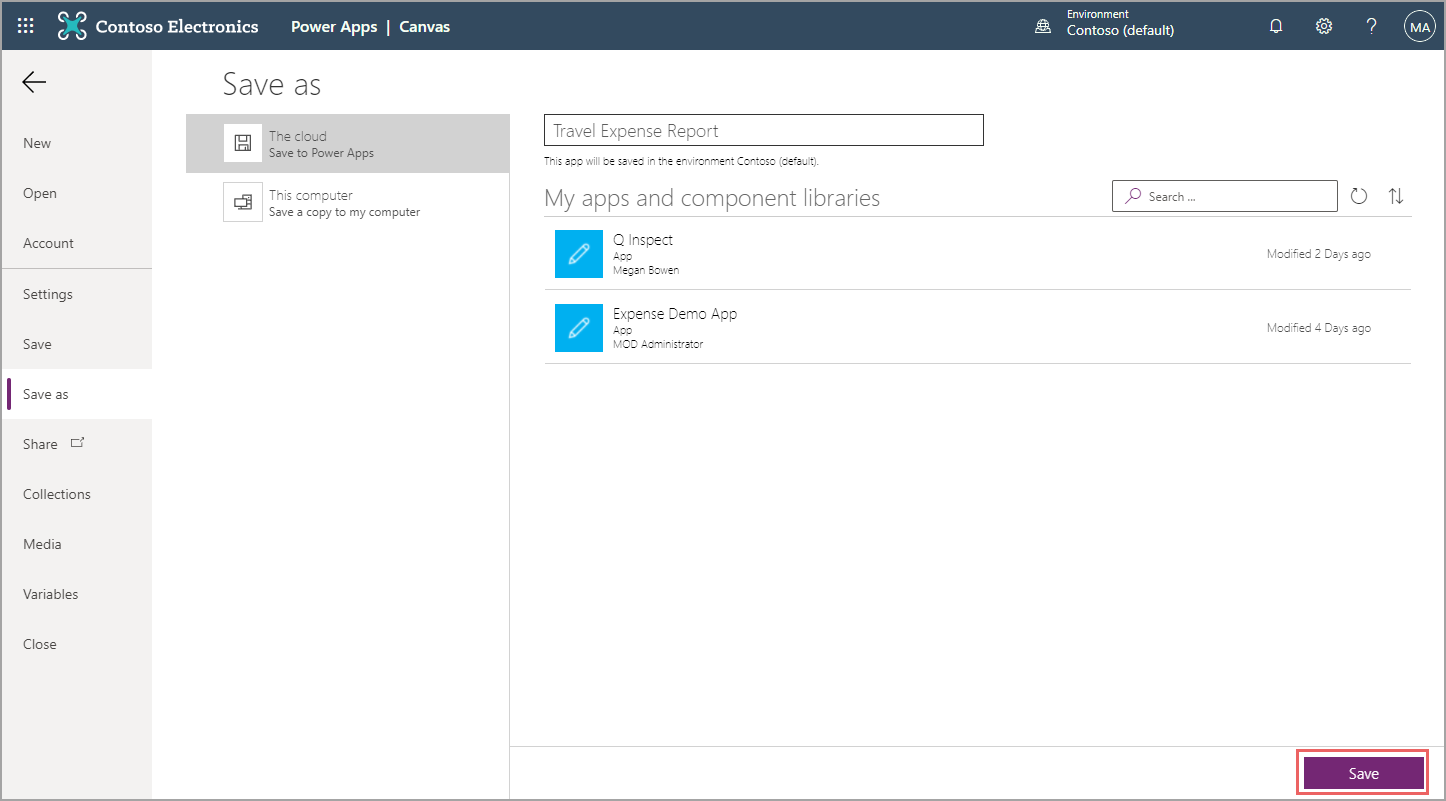 Contoso Electronics
Power Apps | Canvas
Environment
Contoso (default)
?
MA
New
Open
Account
Settings
Save
Save as
Share
Collections
Media
Variables
Close
Save as
The cloud
Save to Power Apps
This computer
Save a copy to my computer
Travel Expense Report
This app will be saved in the environment Contoso (default).
My apps and component libraries
Search ...
Q Inspect
App
Megan Bowen
Modified 2 Days ago
Expense Demo App
App
MOD Administrator
Modified 4 Days ago
Save